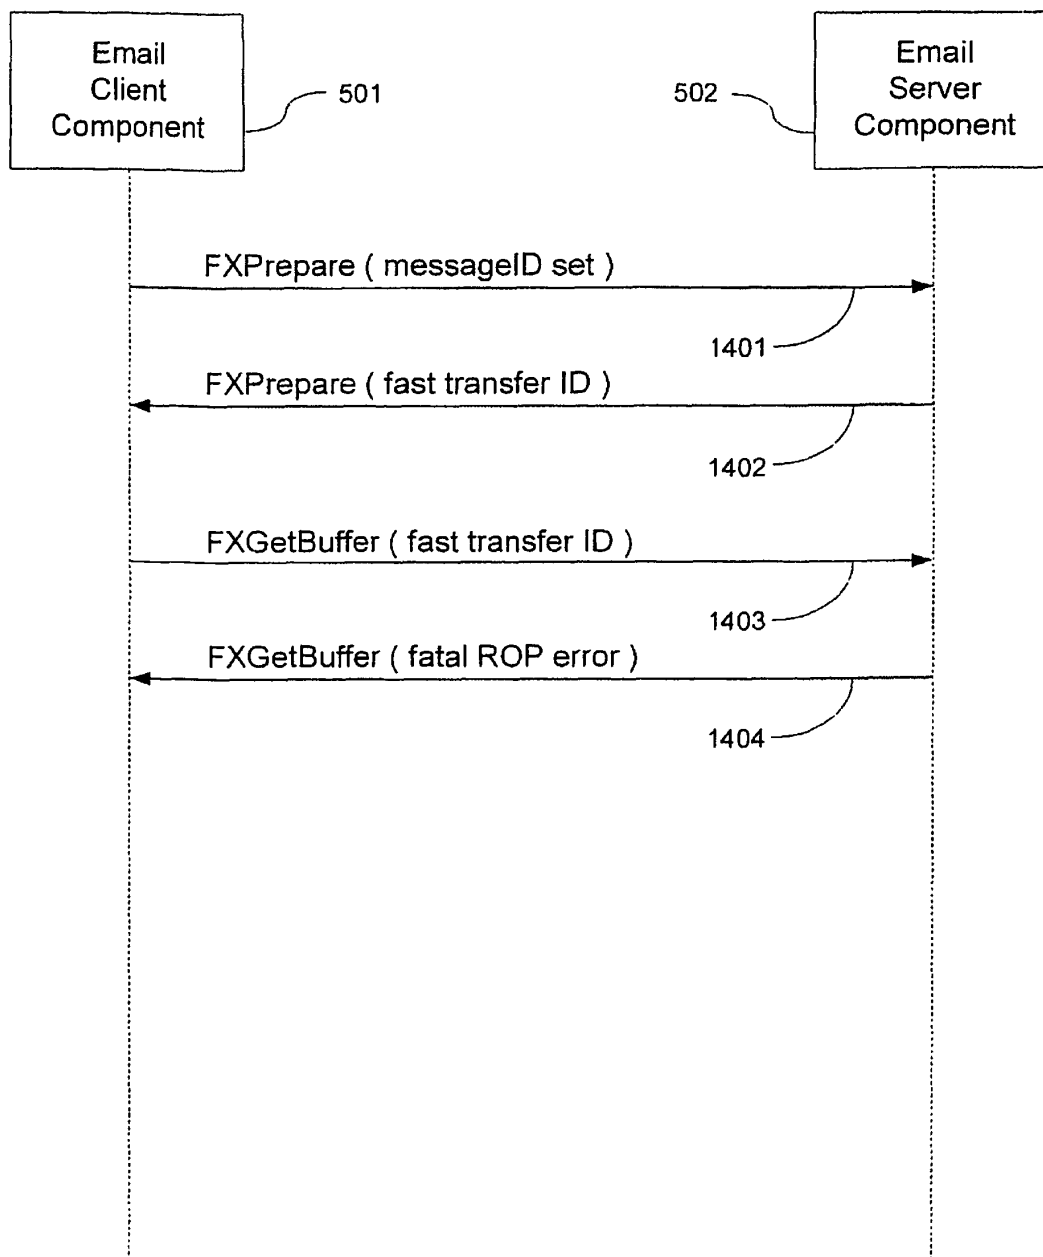 Email
Client
Component
501
502
Email
Server
Component
FXPrepare ( messageID set )
1401
FXPrepare ( fast transfer ID )
1402
FXGetBuffer ( fast transfer ID )
1403
FXGetBuffer ( fatal ROP error )
1404